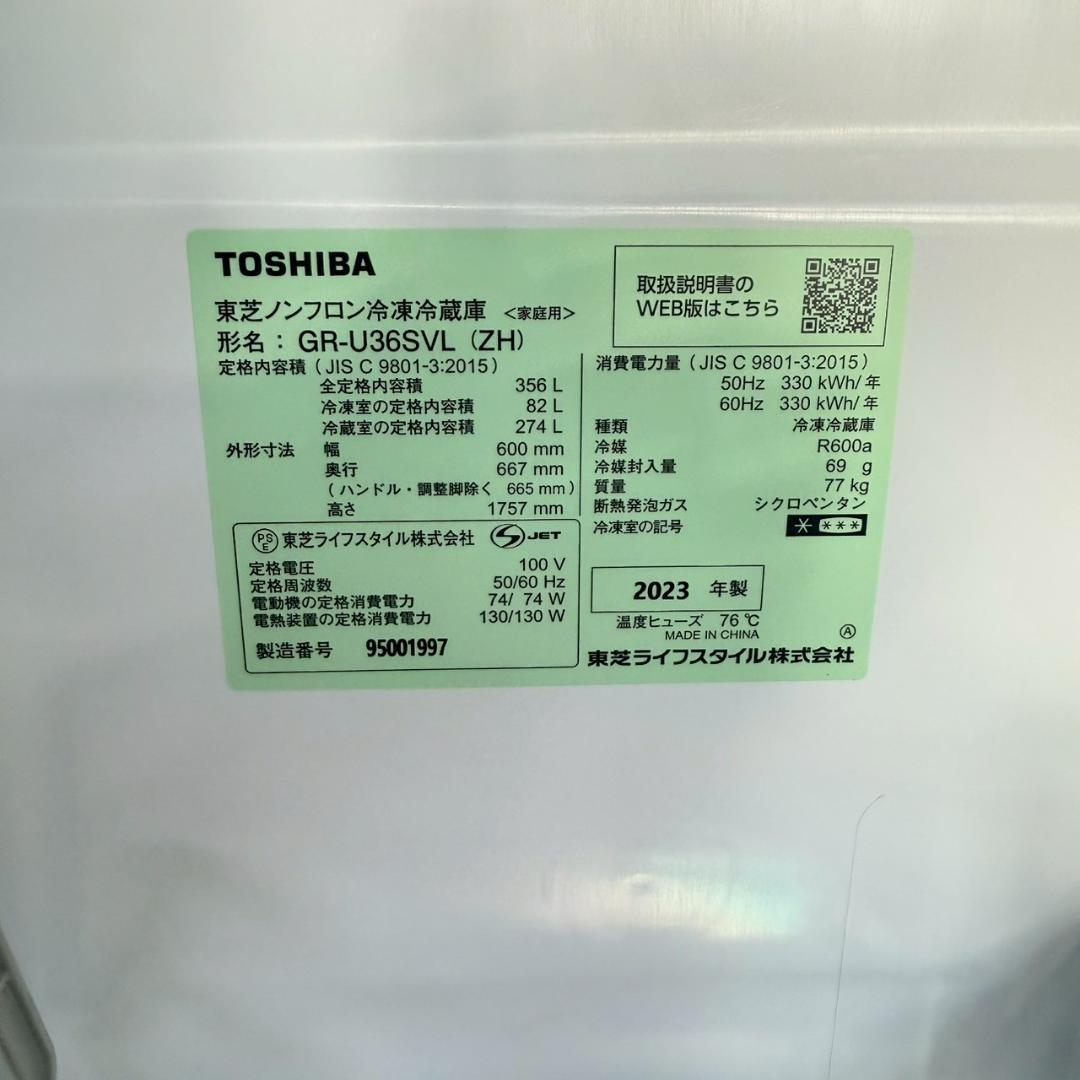 TOSHIBA
東芝ノンフロン冷凍冷蔵庫 <家庭用>
形名: GR-U36SVL (ZH)
取扱説明書の
WEB版はこちら
定格内容積 (JIS C 9801-3:2015)
全定格内容積 356 L
冷凍室の定格内容積 82 L
冷蔵室の定格内容積 274 L
外形寸法 幅 600 mm
奥行 667 mm
(ハンドル・調整脚除く 665 mm)
高さ 1757 mm
PSE 東芝ライフスタイル株式会社 S JET
定格電圧 100 V
定格周波数 50/60 Hz
電動機の定格消費電力 74/ 74 W
電熱装置の定格消費電力 130/130 W
製造番号 95001997
消費電力量 (JIS C 9801-3:2015)
50Hz 330 kWh/年
60Hz 330 kWh/年
種類 冷凍冷蔵庫
冷媒 R600a
冷媒封入量 69 g
質量 77 kg
断熱発泡ガス シクロペンタン
冷凍室の記号 * ***
2023 年製
温度ヒューズ 76 ℃
MADE IN CHINA Ⓐ
東芝ライフスタイル株式会社